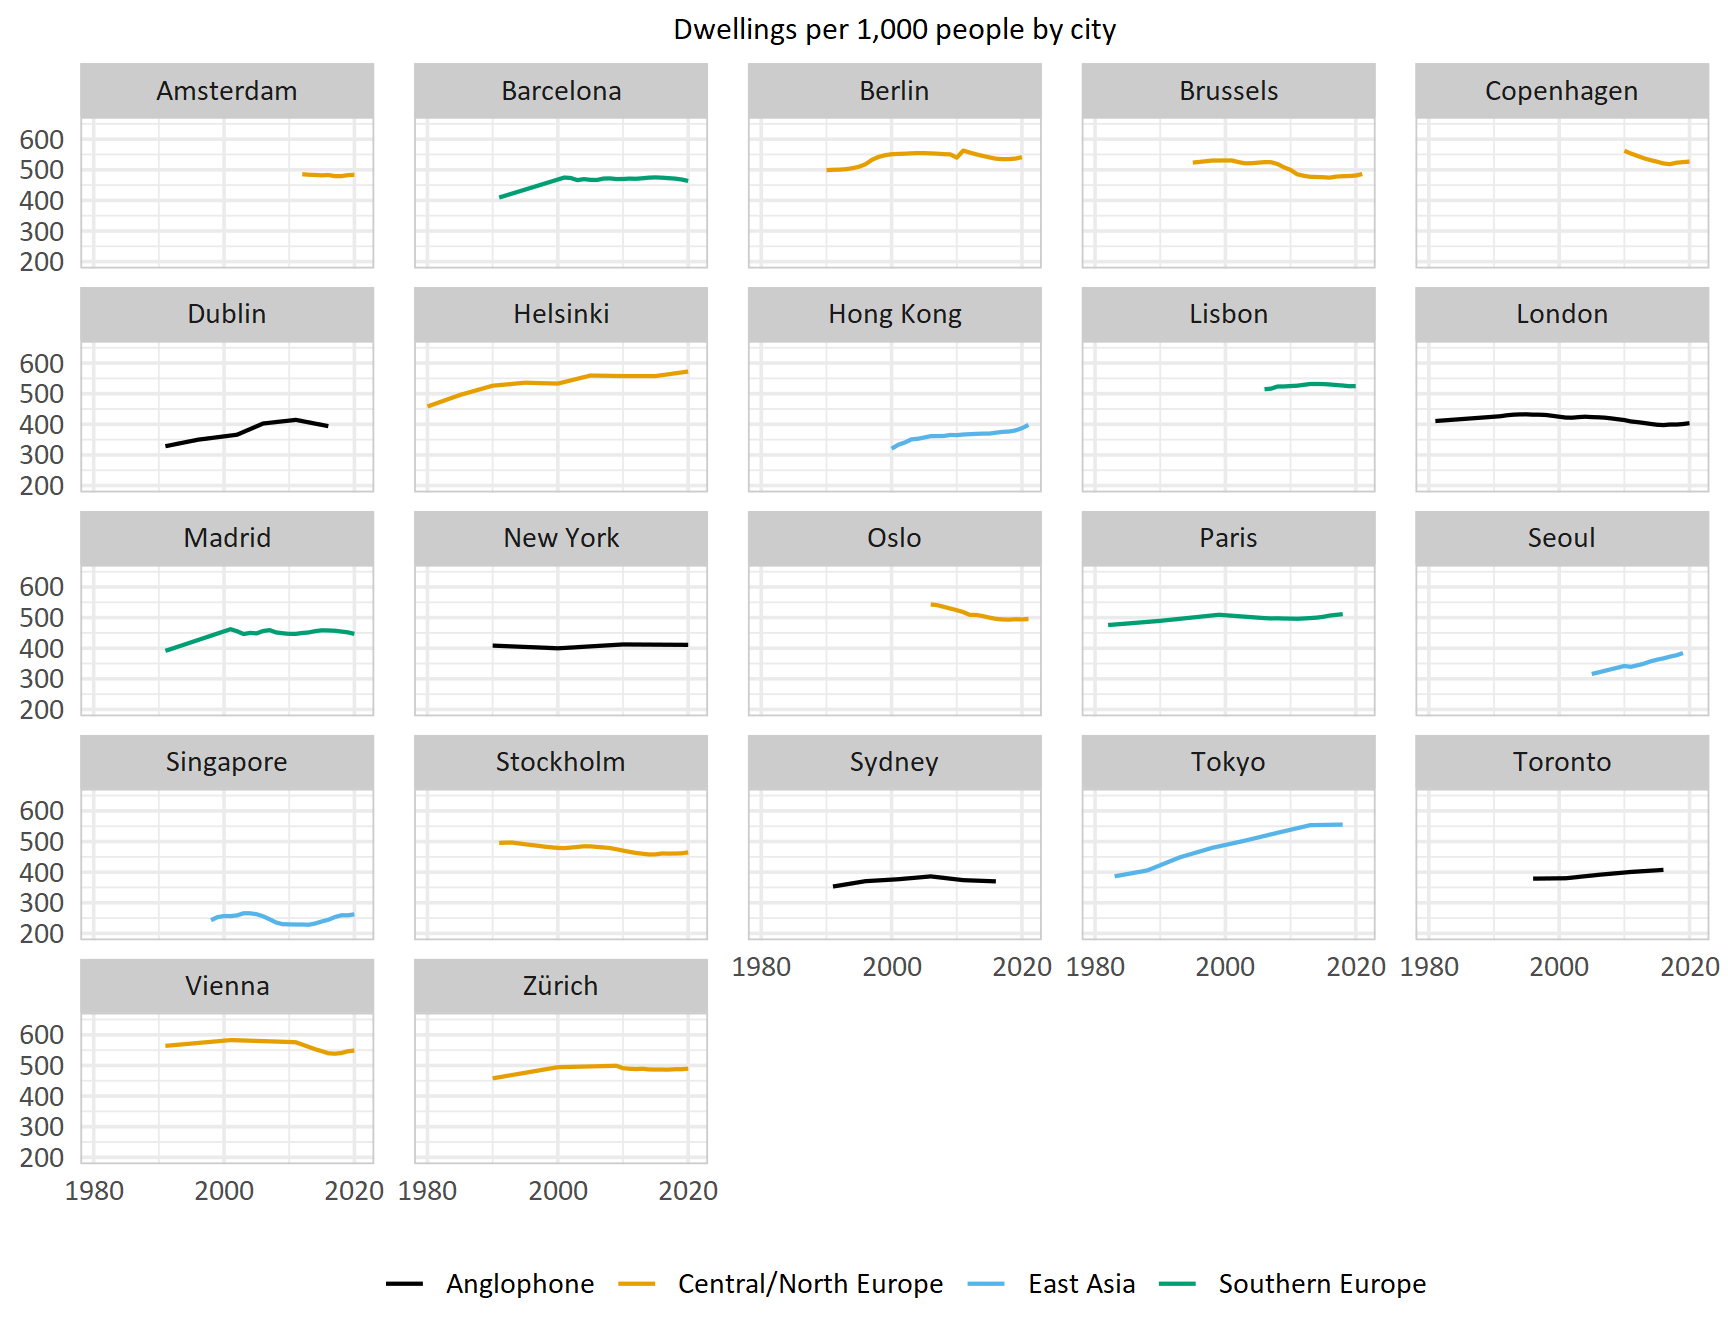 Dwellings per 1,000 people by city
Amsterdam Barcelona Berlin Brussels Copenhagen
600
500
400
300
200
Dublin Helsinki Hong Kong Lisbon London
600
500
400
300
200
Madrid New York Oslo Paris Seoul
600
500
400
300
200
Singapore Stockholm Sydney Tokyo Toronto
600
500
400
300
200
1980 2000 2020 1980 2000 2020 1980 2000 2020
Vienna Zürich
600
500
400
300
200
1980 2000 2020 1980 2000 2020
Anglophone Central/North Europe East Asia Southern Europe